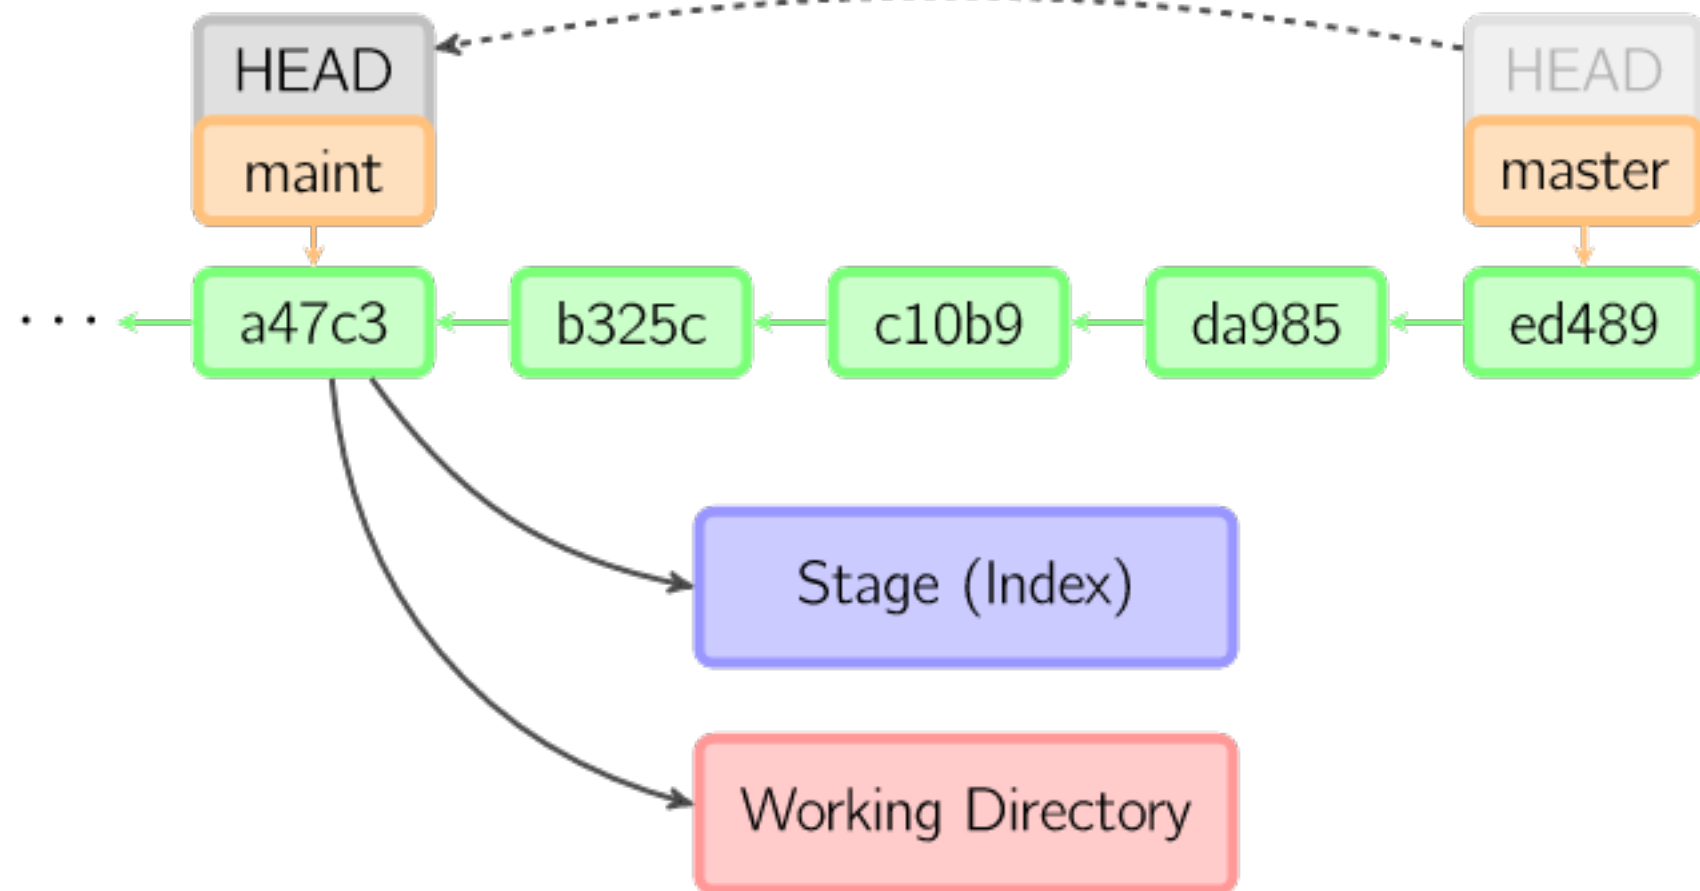 HEAD
HEAD
maint
master
...
a47c3
b325c
c10b9
da985
ed489
Stage (Index)
Working Directory